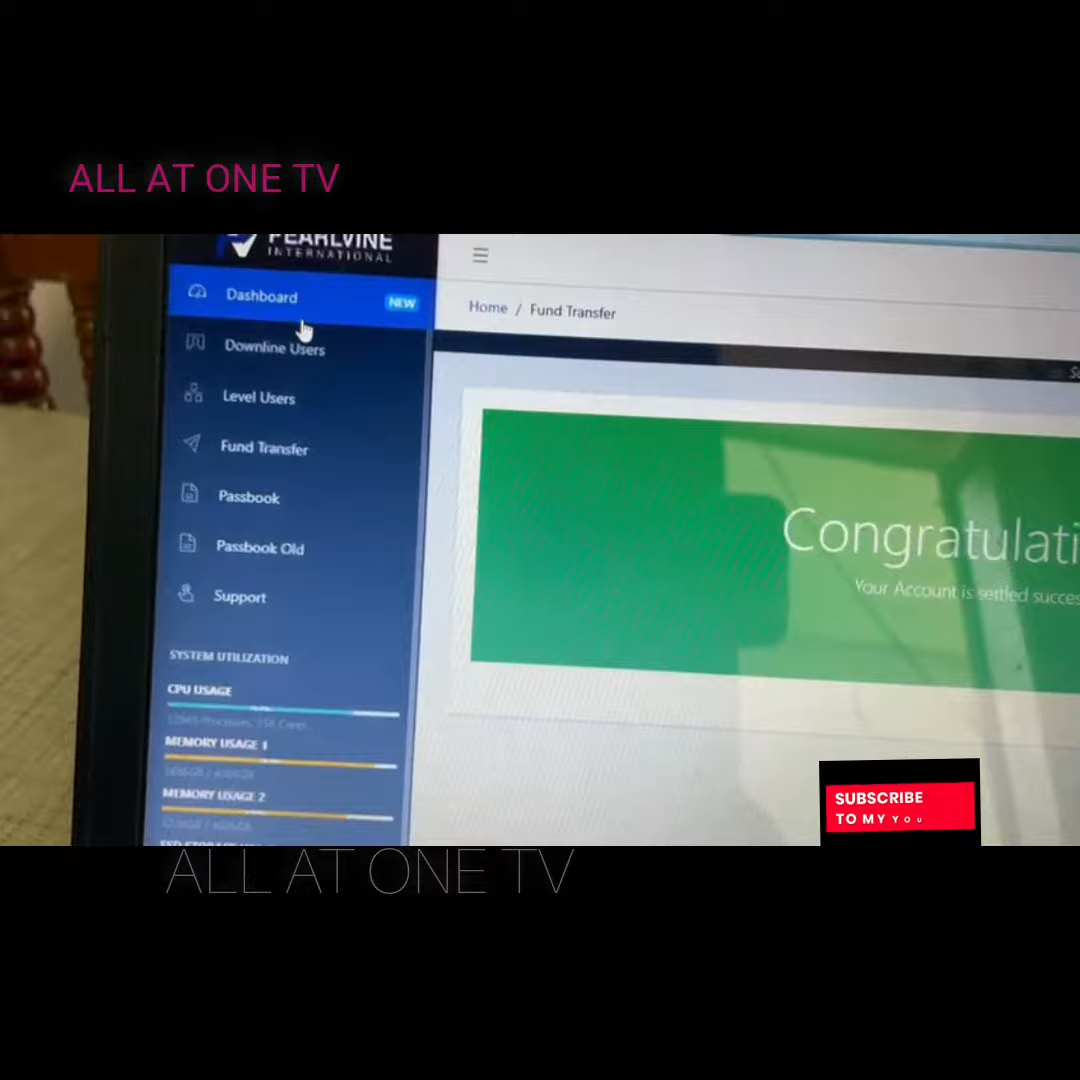 ALL AT ONE TV
PEARLVINE
INTERNATIONAL
Dashboard NEW
Home / Fund Transfer
Downline Users
Level Users
Fund Transfer
Passbook
Passbook Old
Support
Congratulati
Your Account is settled succes
SYSTEM UTILIZATION
CPU USAGE
MEMORY USAGE 1
MEMORY USAGE 2
SUBSCRIBE
TO MY YOU
ALL AT ONE TV